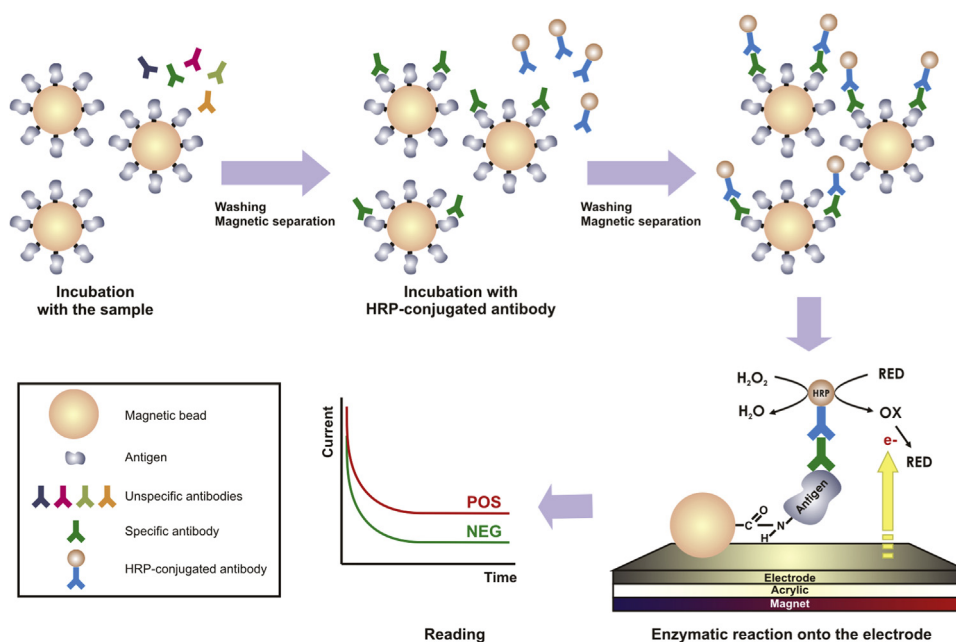 Washing
Magnetic separation
Washing
Magnetic separation
Incubation
with the sample
Incubation with
HRP-conjugated antibody
Magnetic bead
Antigen
Unspecific antibodies
Specific antibody
HRP-conjugated antibody
Current
POS
NEG
Time
Reading
H₂O₂
RED
HRP
H₂O
OX
e-
RED
Antigen
O
C
N
H
Electrode
Acrylic
Magnet
Enzymatic reaction onto the electrode